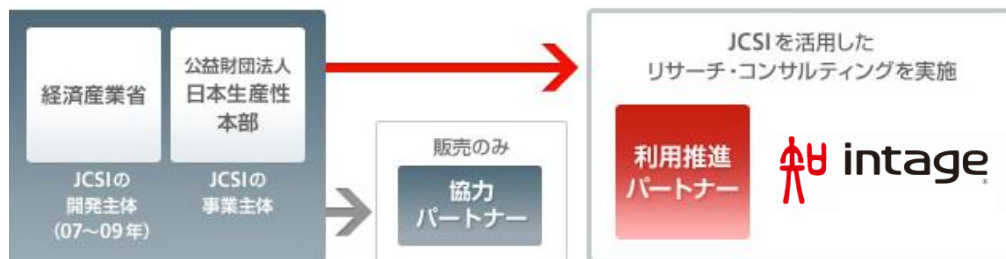 経済産業省
JCSIの
開発主体
(07〜09年)
公益財団法人
日本生産性
本部
JCSIの
事業主体
販売のみ
協力
パートナー
JCSIを活用した
リサーチ・コンサルティングを実施
利用推進
パートナー
intage